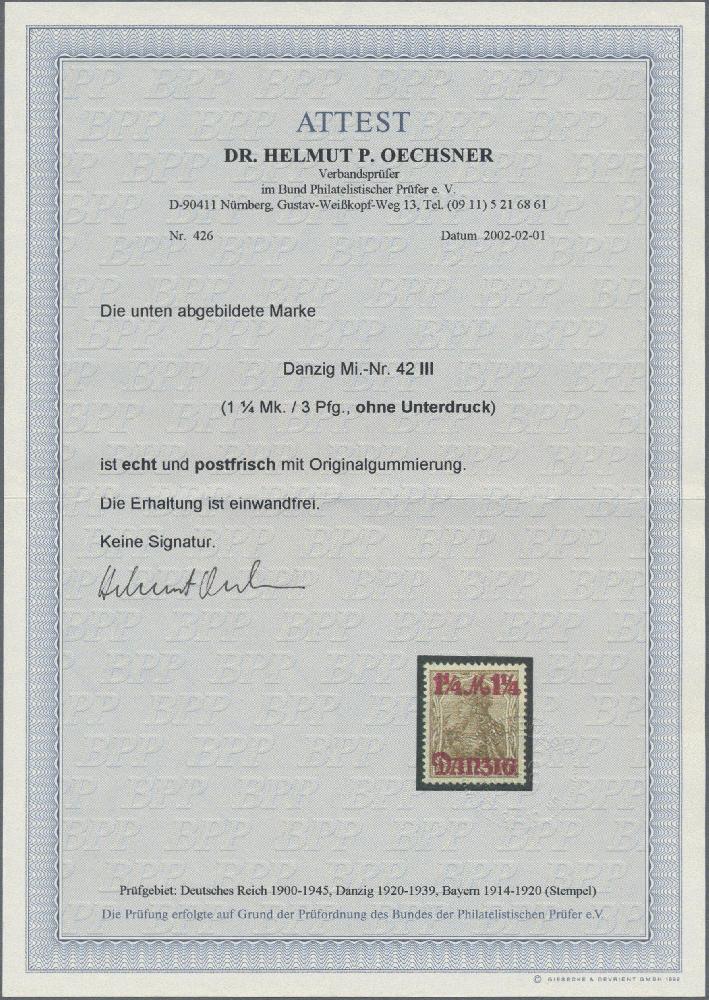 ATTEST
DR. HELMUT P. OECHSNER
Verbandsprüfer
im Bund Philatelistischer Prüfer e. V.
D-90411 Nürnberg, Gustav-Weißkopf-Weg 13, Tel. (09 11) 5 21 68 61
Nr. 426 Datum 2002-02-01
Die unten abgebildete Marke
Danzig Mi.-Nr. 42 III
(1 ¼ Mk. / 3 Pfg., ohne Unterdruck)
ist echt und postfrisch mit Originalgummierung.
Die Erhaltung ist einwandfrei.
Keine Signatur.
1¼ M 1¼
Danzig
Prüfgebiet: Deutsches Reich 1900-1945, Danzig 1920-1939, Bayern 1914-1920 (Stempel)
Die Prüfung erfolgte auf Grund der Prüfordnung des Bundes der Philatelistischen Prüfer e.V.
© GIESECKE & DEVRIENT GMBH 1992